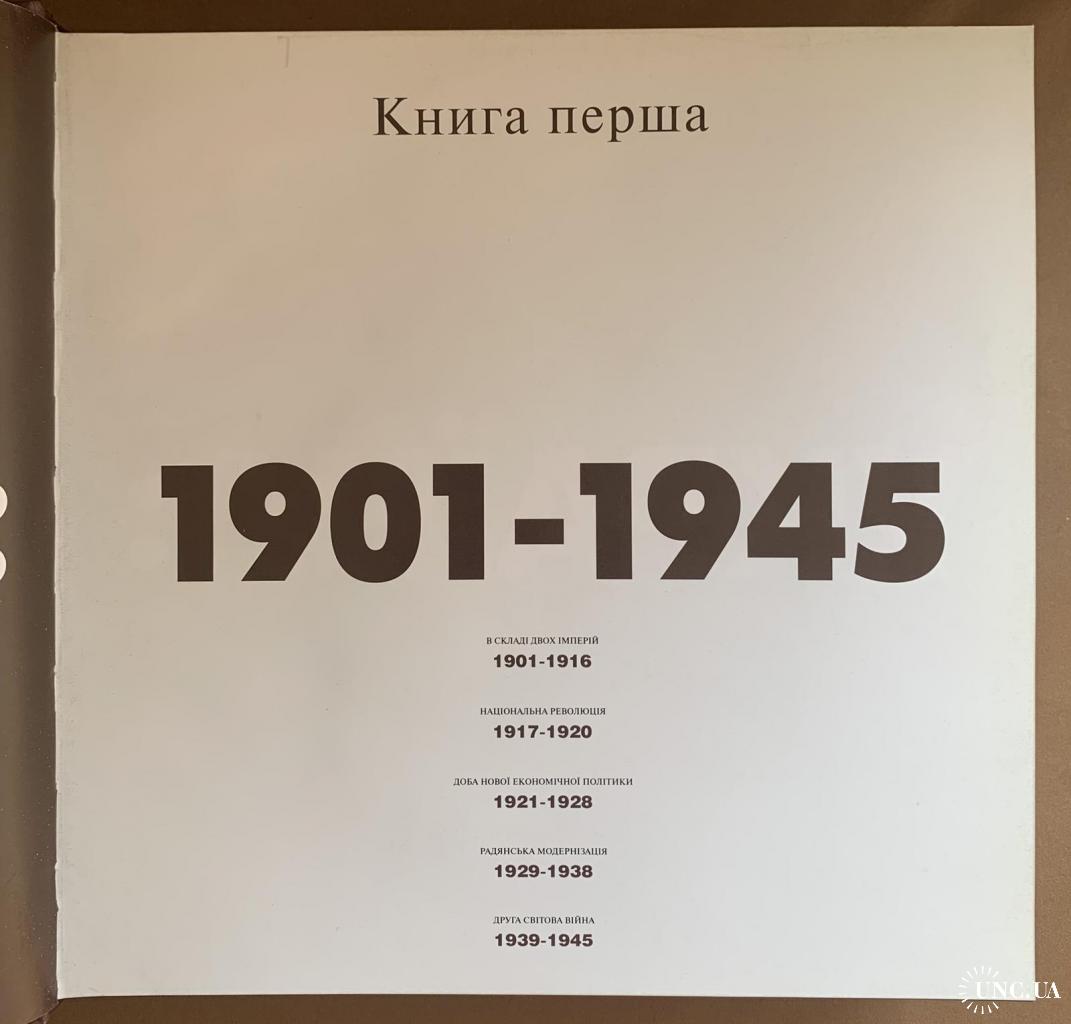 Книга перша
1901-1945
В СКЛАДІ ДВОХ ІМПЕРІЙ
1901-1916
НАЦІОНАЛЬНА РЕВОЛЮЦІЯ
1917-1920
ДОБА НОВОЇ ЕКОНОМІЧНОЇ ПОЛІТИКИ
1921-1928
РАДЯНСЬКА МОДЕРНІЗАЦІЯ
1929-1938
ДРУГА СВІТОВА ВІЙНА
1939-1945
UNC.UA